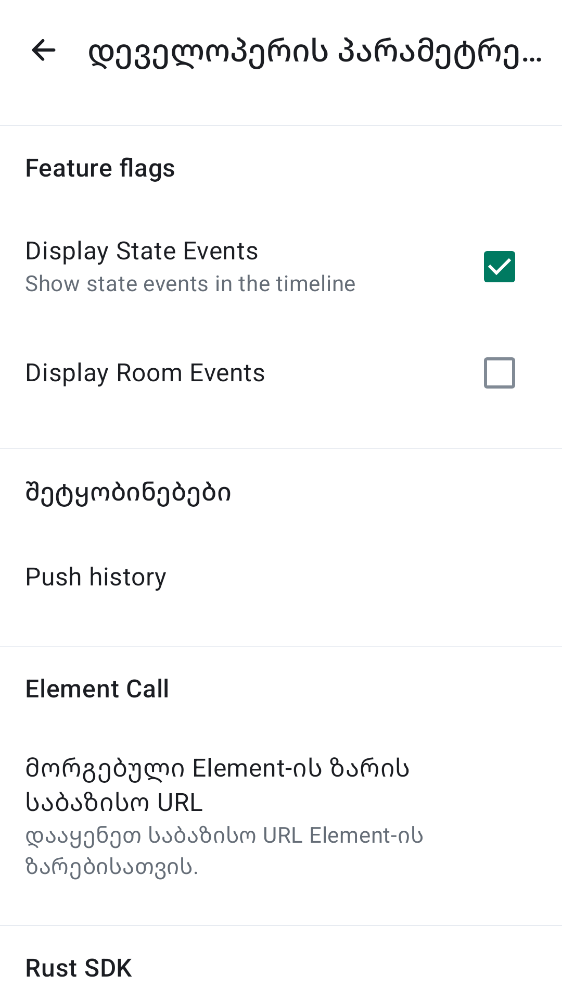 დეველოპერის პარამეტრე...
Feature flags
Display State Events
Show state events in the timeline
Display Room Events
შეტყობინებები
Push history
Element Call
მორგებული Element-ის ზარის
საბაზისო URL
დააყენეთ საბაზისო URL Element-ის
ზარებისათვის.
Rust SDK